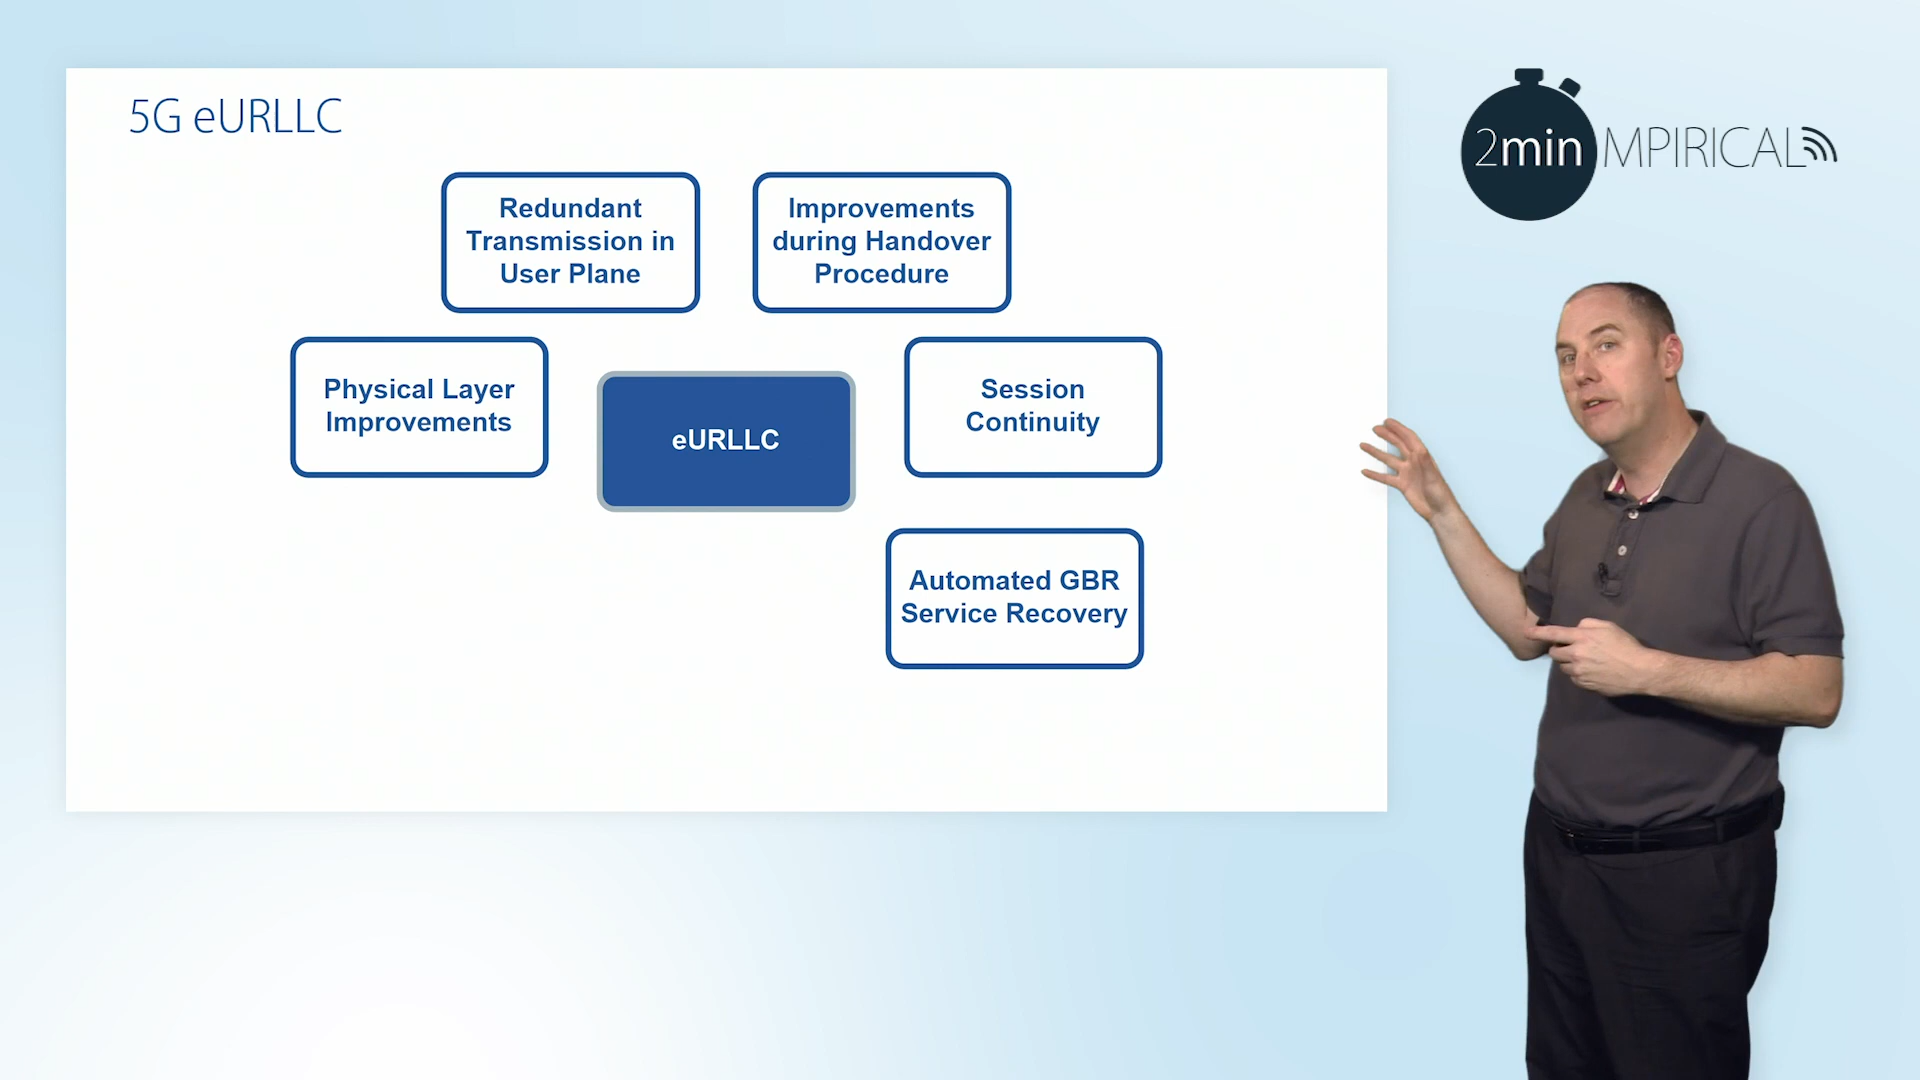 5G eURLLC
2min MPIRICAL
Redundant
Transmission in
User Plane
Improvements
during Handover
Procedure
Physical Layer
Improvements
eURLLC
Session
Continuity
Automated GBR
Service Recovery